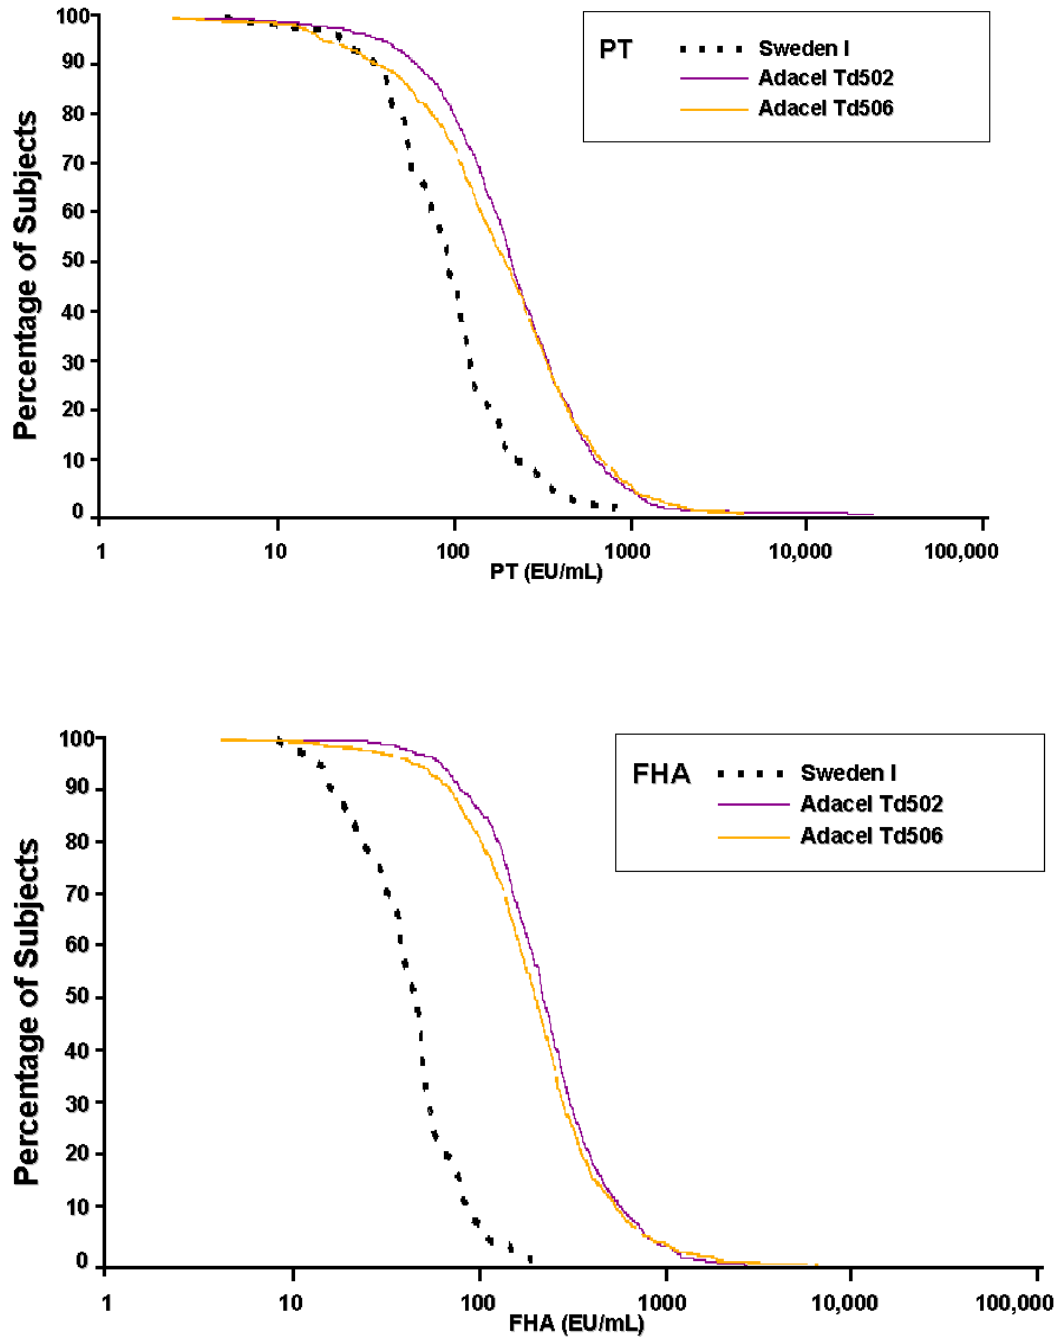 PT
Sweden I
Adacel Td502
Adacel Td506
Percentage of Subjects
100
90
80
70
60
50
40
30
20
10
0
1 10 100 1000 10,000 100,000
PT (EU/mL)
FHA
Sweden I
Adacel Td502
Adacel Td506
Percentage of Subjects
100
90
80
70
60
50
40
30
20
10
0
1 10 100 1000 10,000 100,000
FHA (EU/mL)